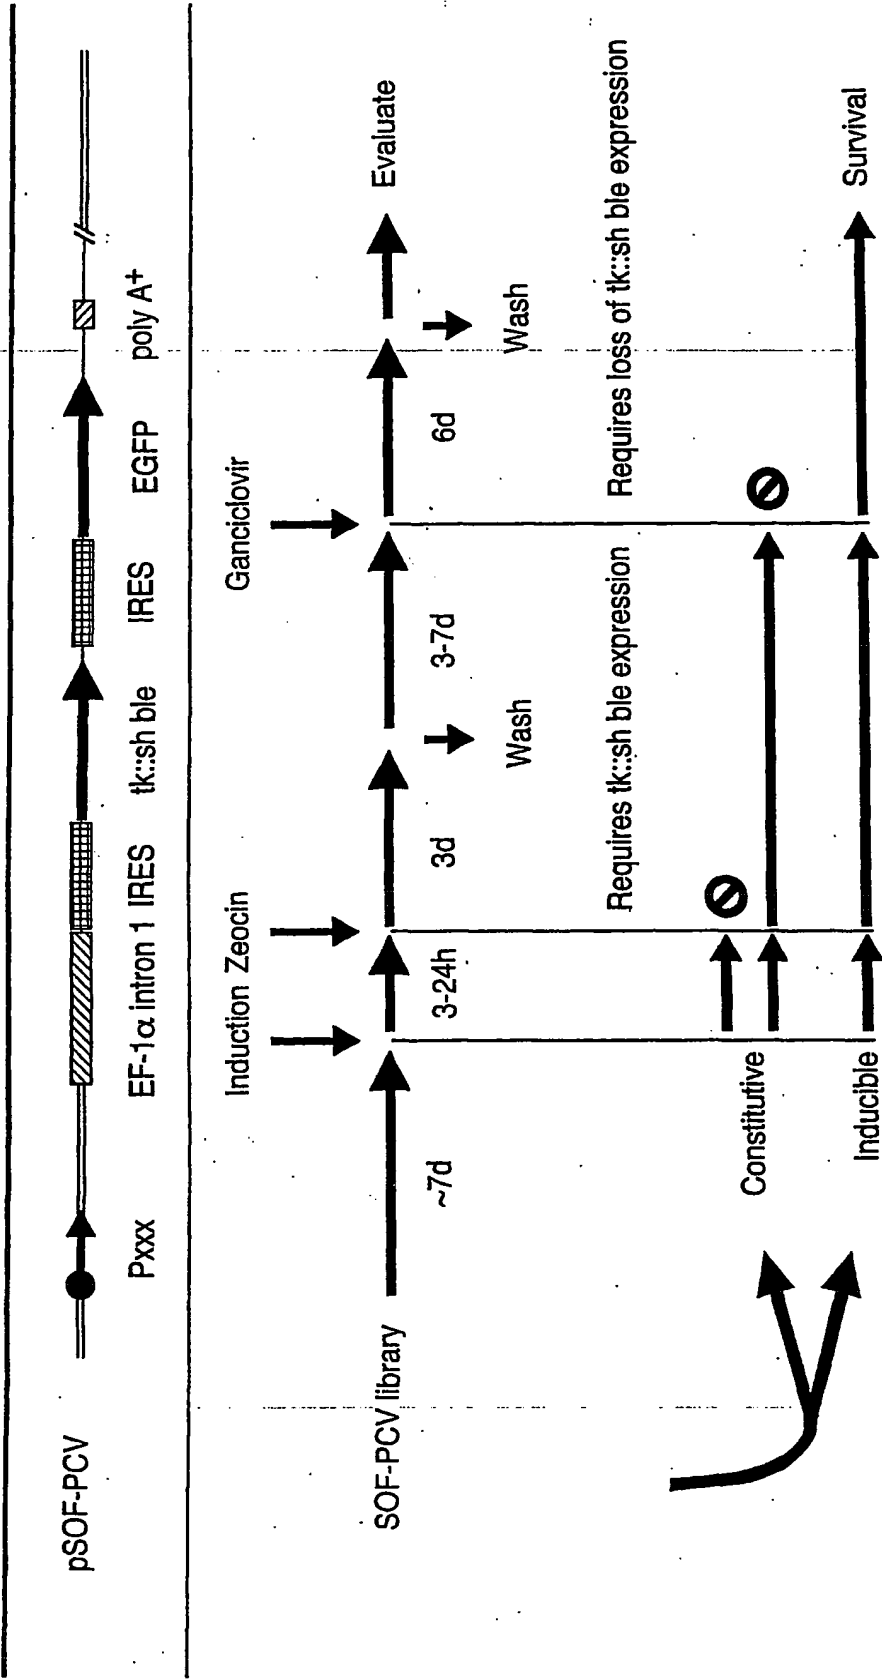 pSOF-PCV
Pxxx
EF-1α intron 1
IRES
tk::sh ble
IRES
EGFP
poly A+
Induction
Zeocin
Ganciclovir
SOF-PCV library
Evaluate
~7d
3-24h
3d
3-7d
6d
Wash
Wash
Requires tk::sh ble expression
Requires loss of tk::sh ble expression
Constitutive
Inducible
Survival